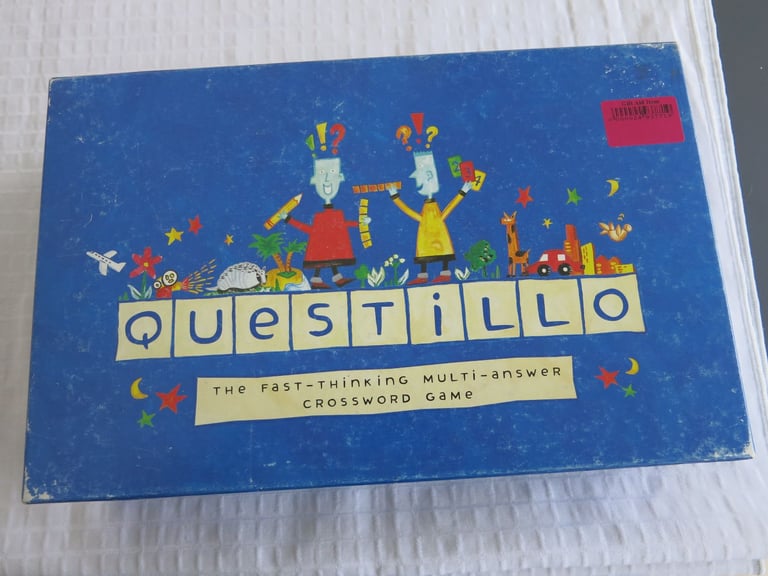 QUeSTiLLO
THe FAST-THiNKiNG MULTi-ANSWeR
CROSSWORD GAMe